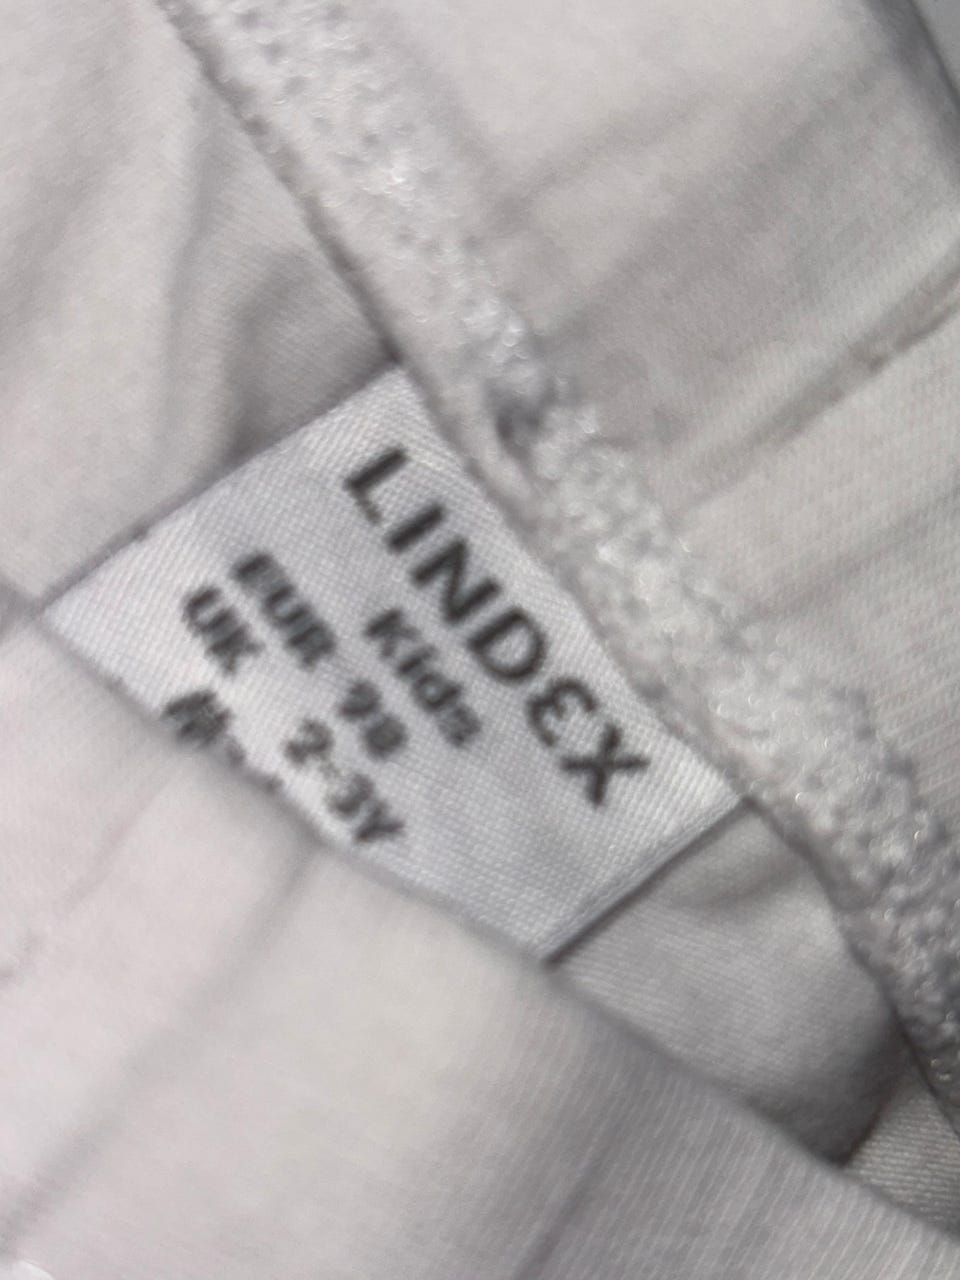 LINDEX
Kids
EUR 98
UK 2-3Y